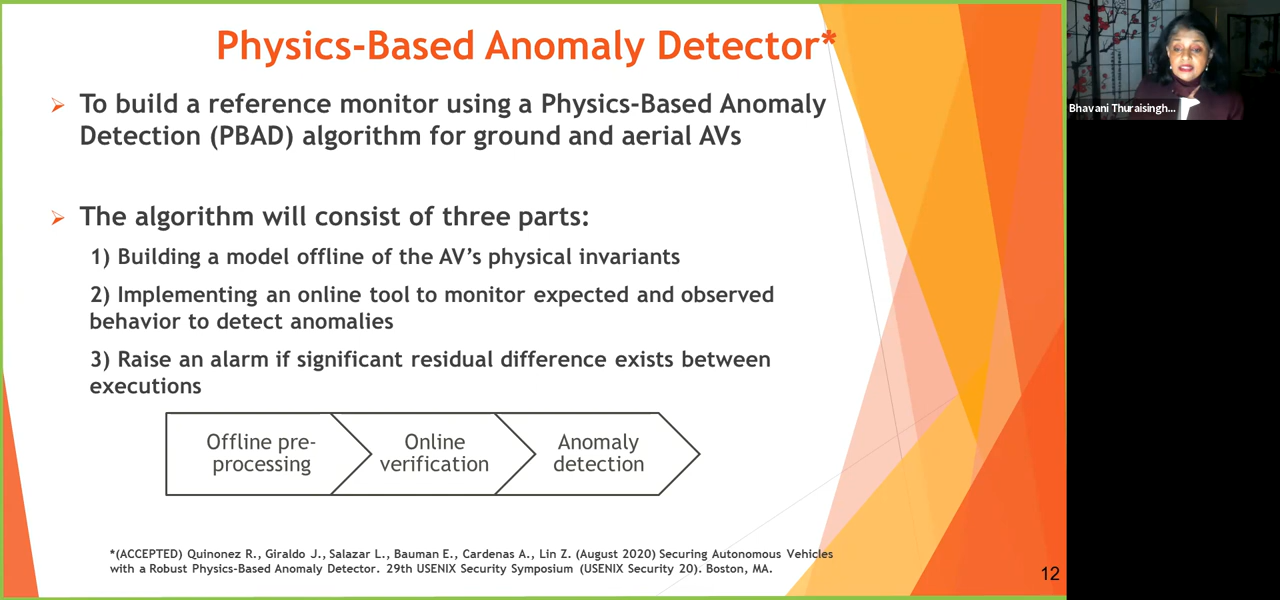 Physics-Based Anomaly Detector*
To build a reference monitor using a Physics-Based Anomaly
Detection (PBAD) algorithm for ground and aerial AVs
The algorithm will consist of three parts:
1) Building a model offline of the AV's physical invariants
2) Implementing an online tool to monitor expected and observed
behavior to detect anomalies
3) Raise an alarm if significant residual difference exists between
executions
Offline pre-
processing
Online
verification
Anomaly
detection
*(ACCEPTED) Quinonez R., Giraldo J., Salazar L., Bauman E., Cardenas A., Lin Z. (August 2020) Securing Autonomous Vehicles
with a Robust Physics-Based Anomaly Detector. 29th USENIX Security Symposium (USENIX Security 20). Boston, MA.
12
Bhavani Thuraisingh...